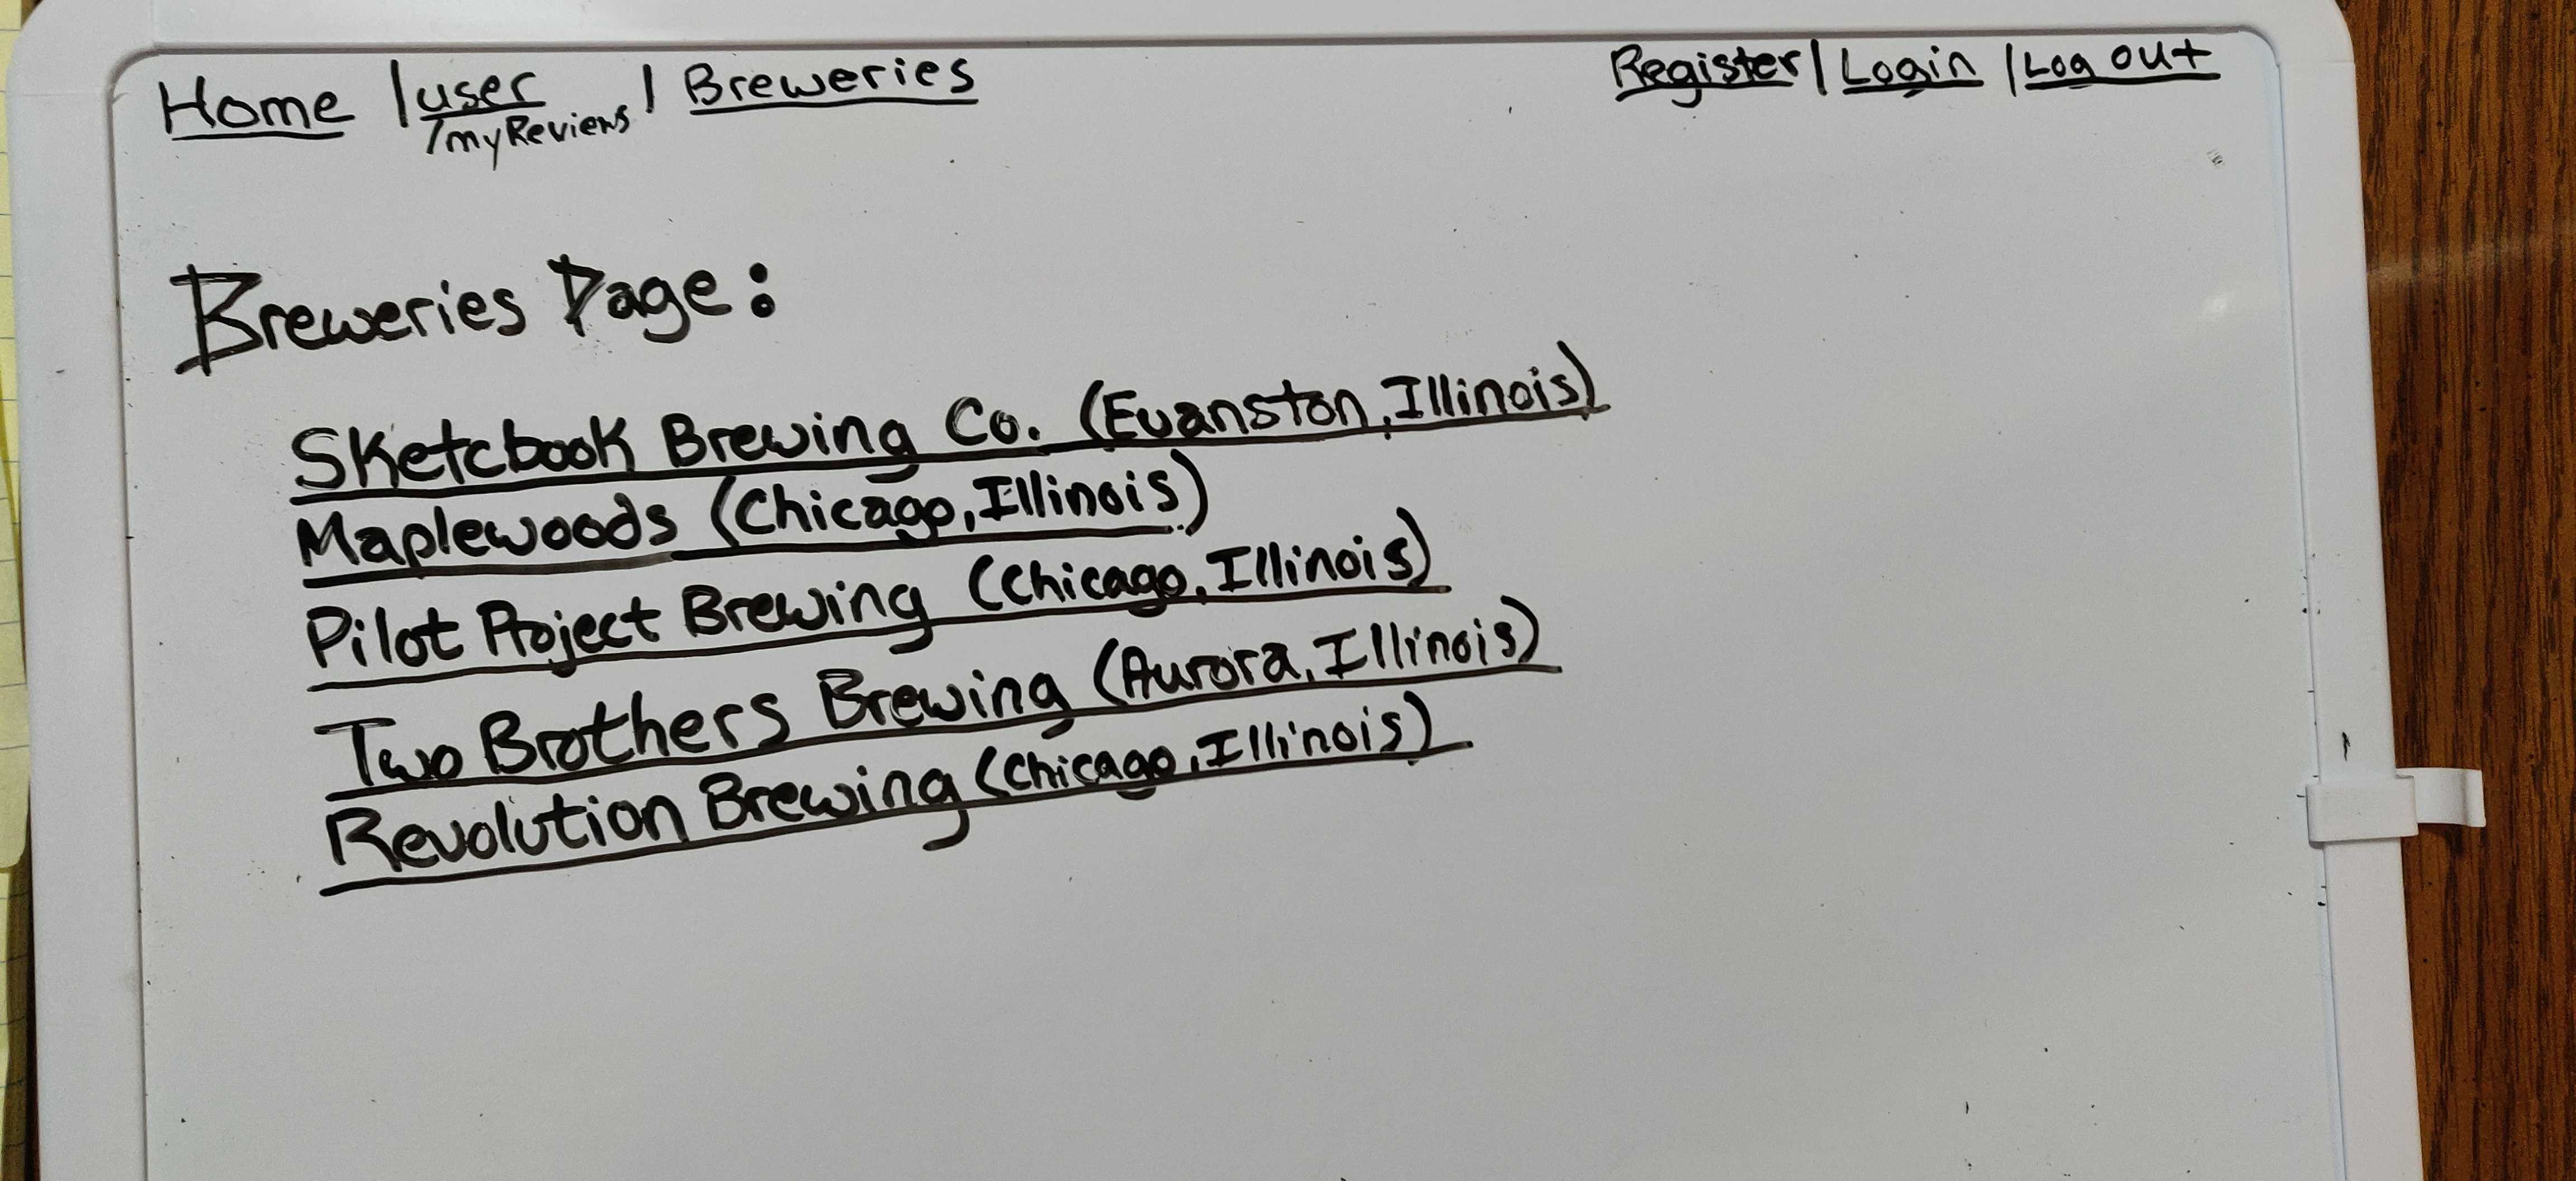 Home | user | Breweries
/myReviews
Register | Login | Log out
Breweries Page:
Sketcbook Brewing Co. (Evanston, Illinois)
Maplewoods (Chicago, Illinois)
Pilot Project Brewing (Chicago, Illinois)
Two Brothers Brewing (Aurora, Illinois)
Revolution Brewing (Chicago, Illinois)